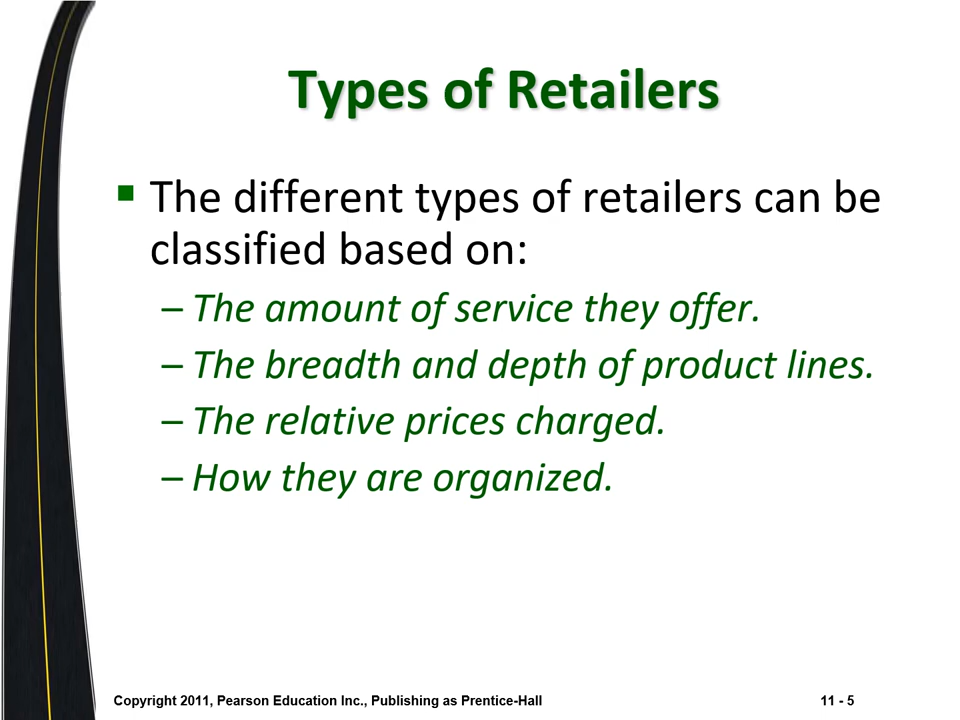 Types of Retailers
▪ The different types of retailers can be
classified based on:
– The amount of service they offer.
– The breadth and depth of product lines.
– The relative prices charged.
– How they are organized.
Copyright 2011, Pearson Education Inc., Publishing as Prentice-Hall 11 - 5